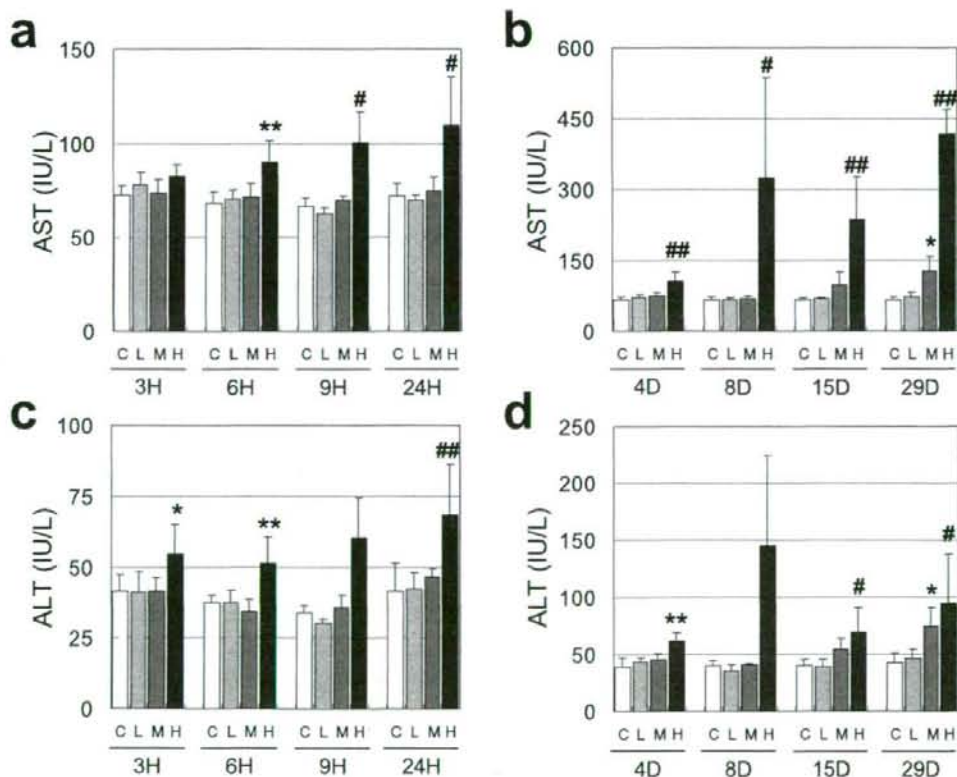 a
AST (IU/L)
150
100
50
0
**
#
#
C L M H C L M H C L M H C L M H
3H 6H 9H 24H
b
AST (IU/L)
600
450
300
150
0
##
#
##
*
##
C L M H C L M H C L M H C L M H
4D 8D 15D 29D
c
ALT (IU/L)
100
75
50
25
0
*
**
##
C L M H C L M H C L M H C L M H
3H 6H 9H 24H
d
ALT (IU/L)
250
200
150
100
50
0
**
#
*
#
C L M H C L M H C L M H C L M H
4D 8D 15D 29D